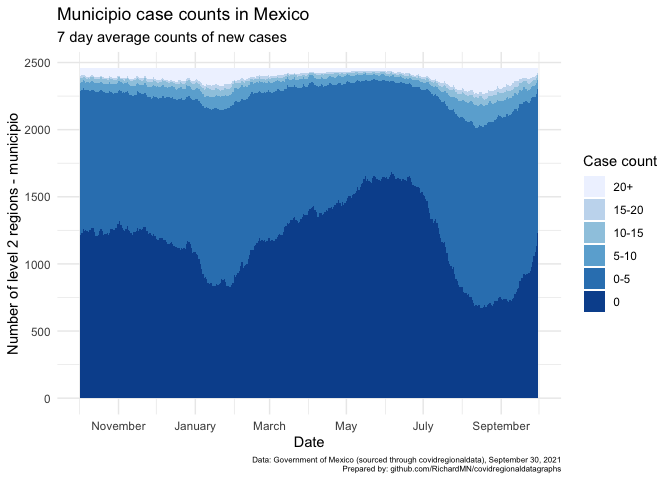 Municipio case counts in Mexico
7 day average counts of new cases
Number of level 2 regions - municipio
2500
2000
1500
1000
500
0
November January March May July September
Date
Case count
20+
15-20
10-15
5-10
0-5
0
Data: Government of Mexico (sourced through covidregionaldata), September 30, 2021
Prepared by: github.com/RichardMN/covidregionaldatagraphs